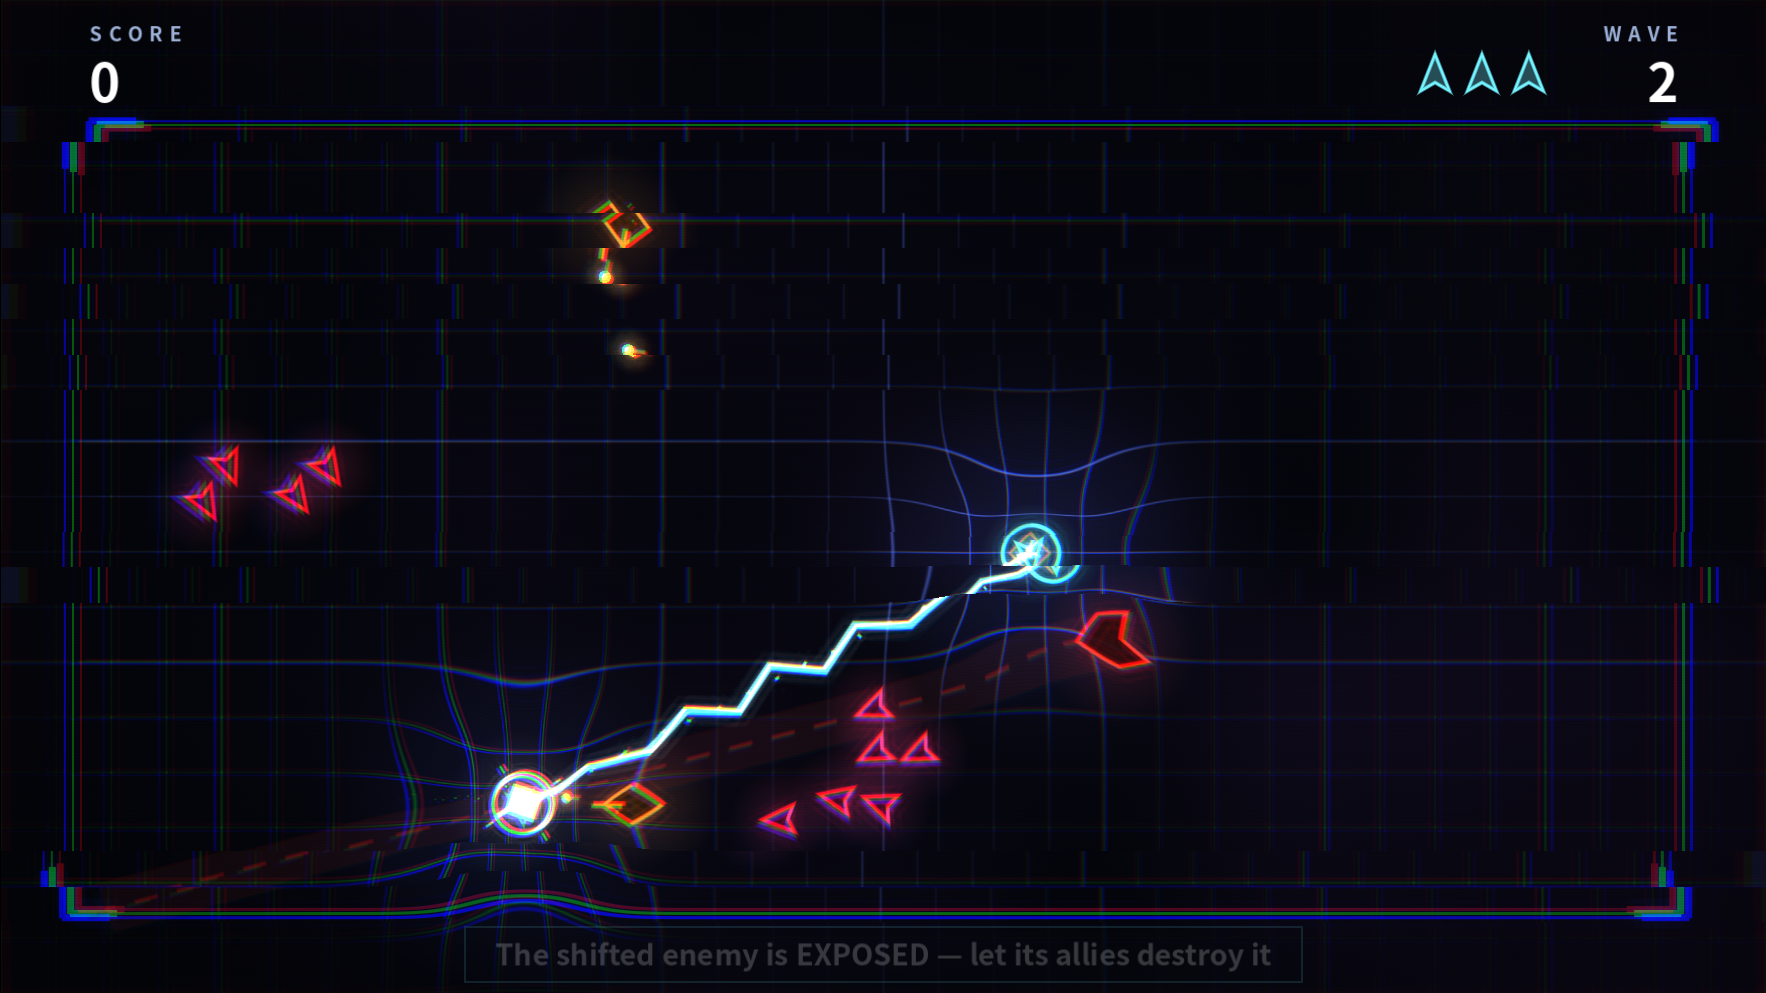 SCORE
0
WAVE
2
The shifted enemy is EXPOSED — let its allies destroy it